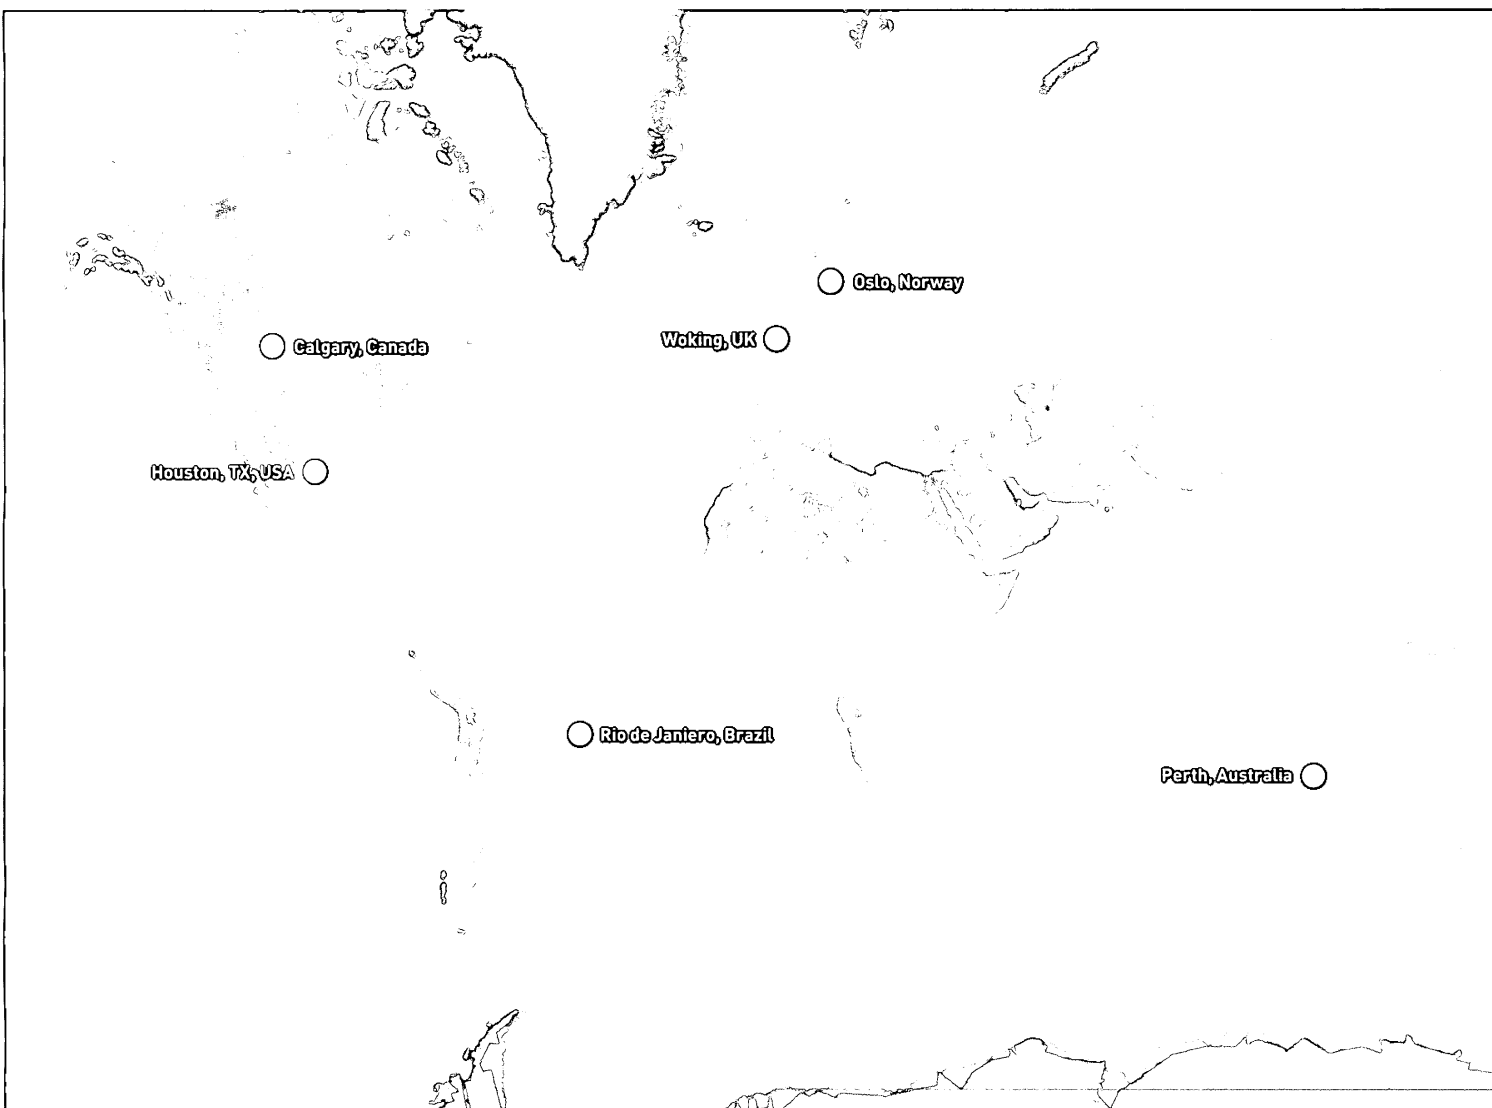 Oslo, Norway
Woking, UK
Calgary, Canada
Houston, TX, USA
Rio de Janiero, Brazil
Perth, Australia